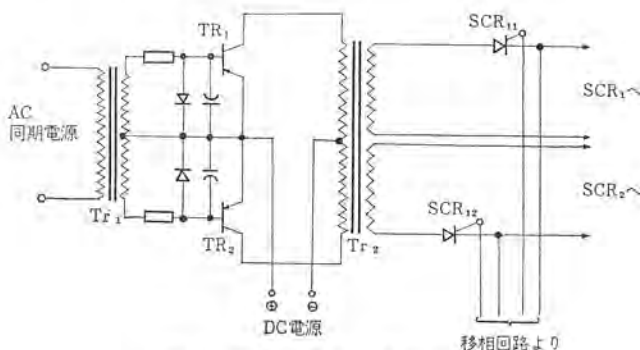 TR₁
SCR₁₁
AC
同期電源
SCR₁へ
SCR₂へ
Tr₁
TR₂
Tr₂
SCR₁₂
⊕
⊖
DC電源
移相回路より